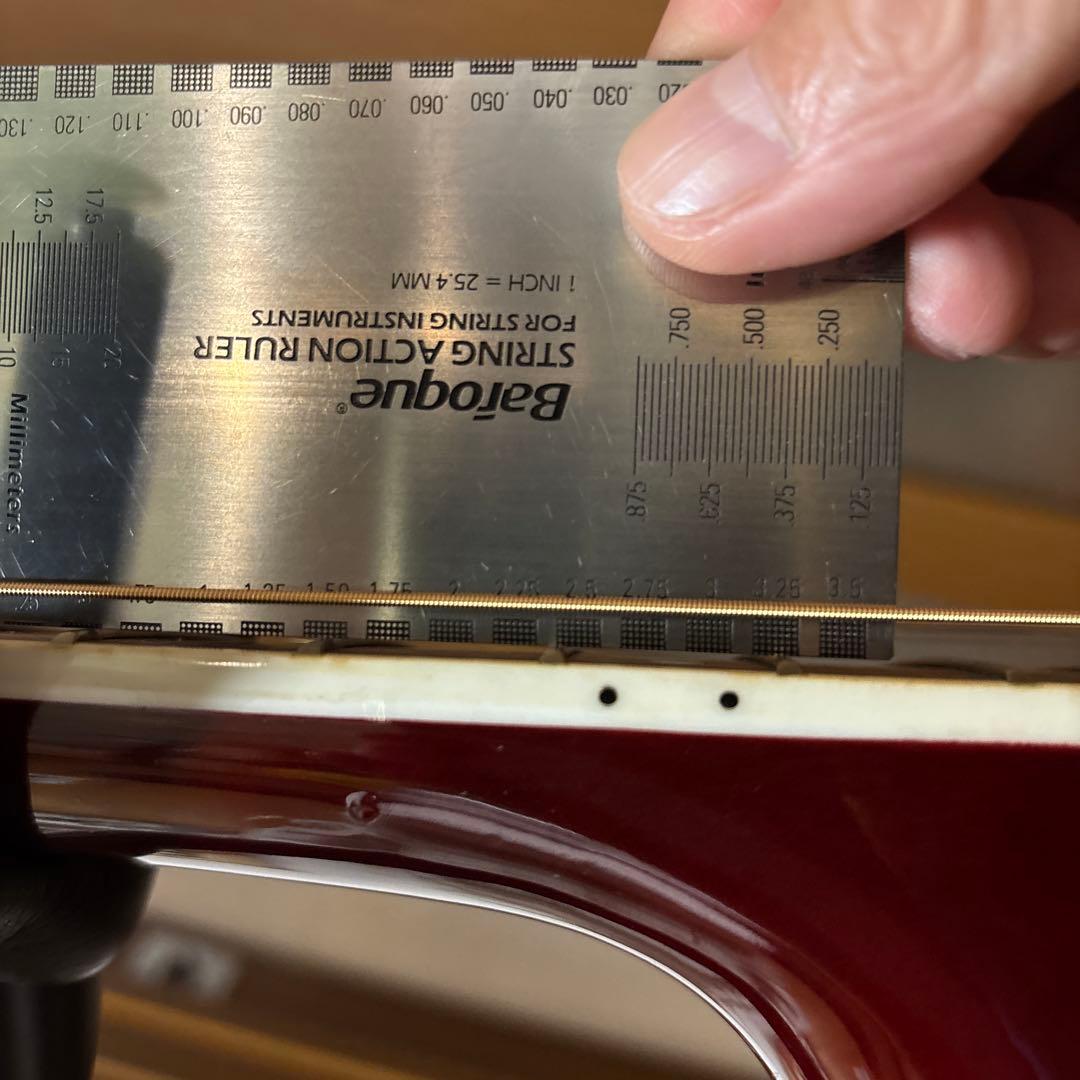 .130 .120 .110 .100 .090 .080 .070 .060 .050 .040 .030
12.5 17.5
10 15 20
Millimeters
Bafoque®
STRING ACTION RULER
FOR STRING INSTRUMENTS
1 INCH = 25.4 MM
.750 .500 .250
.875 .625 .375 .125
1 1.25 1.50 1.75 2 2.25 2.5 2.75 3 3.25 3.5